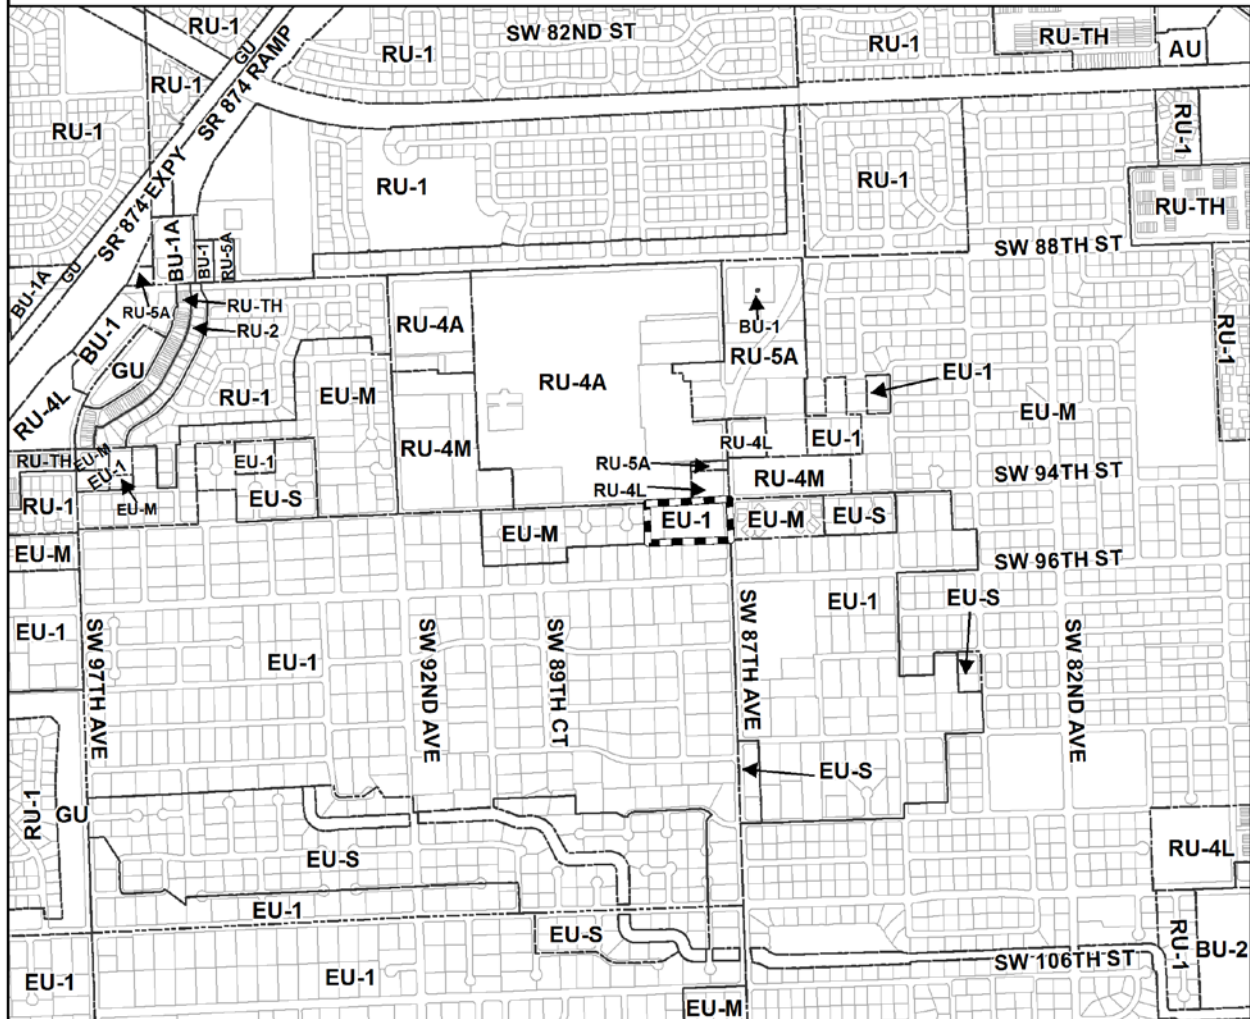 RU-1
GU
SW 82ND ST
RU-1
RU-1
RU-TH
AU
RU-1
SR 874 RAMP
RU-1
RU-1
SR 874 EXPY
RU-1
RU-1
RU-TH
BU-1A
BU-1
RU-5A
SW 88TH ST
BU-1A
GU
RU-5A
RU-TH
RU-2
BU-1
BU-1
RU-4A
RU-5A
RU-1
GU
RU-4A
EU-1
RU-1
EU-M
EU-M
RU-4L
RU-4M
RU-4L
EU-1
RU-TH
EU-M
EU-1
EU-1
RU-5A
RU-4M
SW 94TH ST
RU-1
EU-M
EU-S
RU-4L
EU-M
EU-M
EU-1
EU-M
EU-S
SW 96TH ST
EU-1
EU-S
EU-1
SW 97TH AVE
EU-1
SW 92ND AVE
SW 89TH CT
SW 87TH AVE
SW 82ND AVE
EU-S
RU-1
GU
EU-S
RU-4L
EU-1
EU-S
RU-1
BU-2
EU-1
EU-1
SW 106TH ST
EU-M